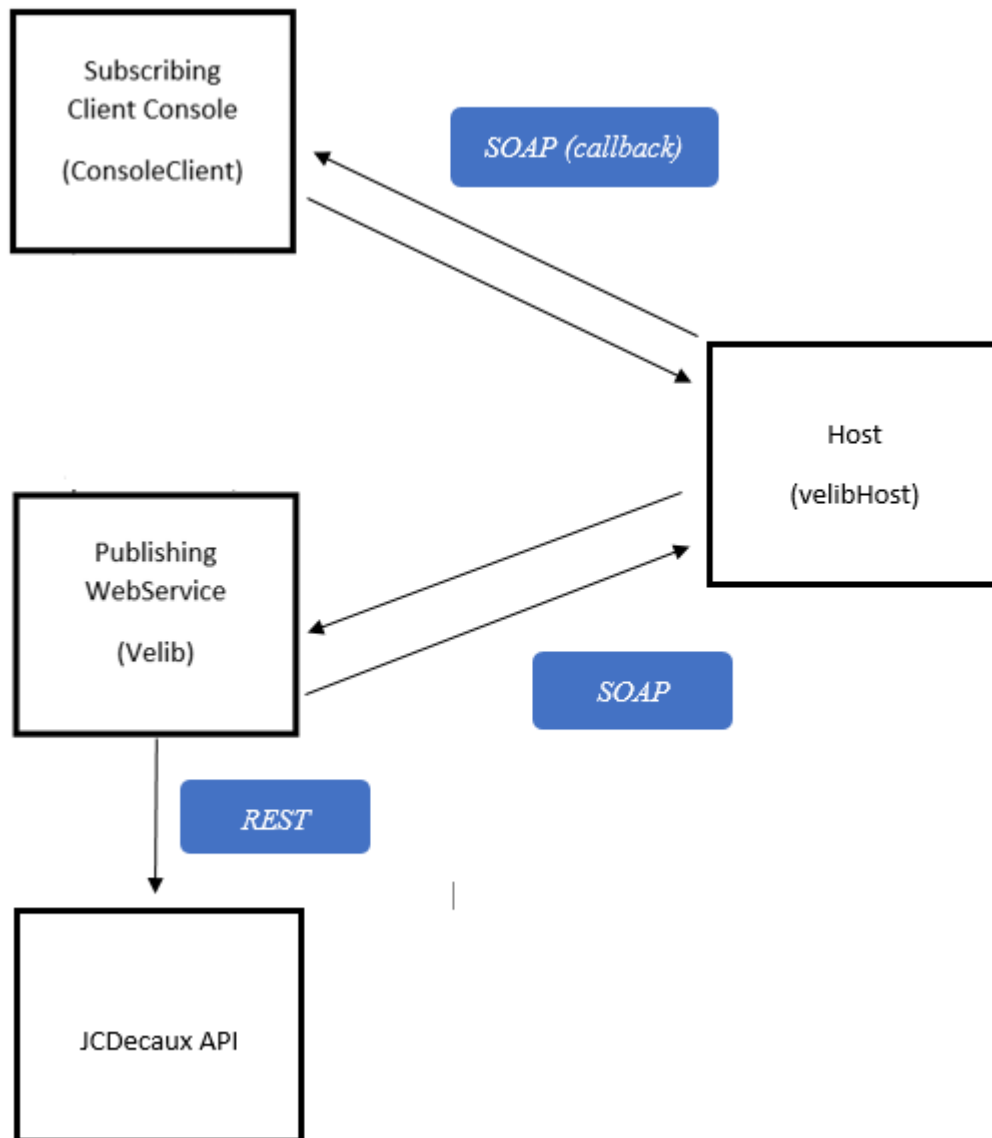 Subscribing
Client Console
(ConsoleClient)
SOAP (callback)
Host
(velibHost)
Publishing
WebService
(Velib)
SOAP
REST
JCDecaux API